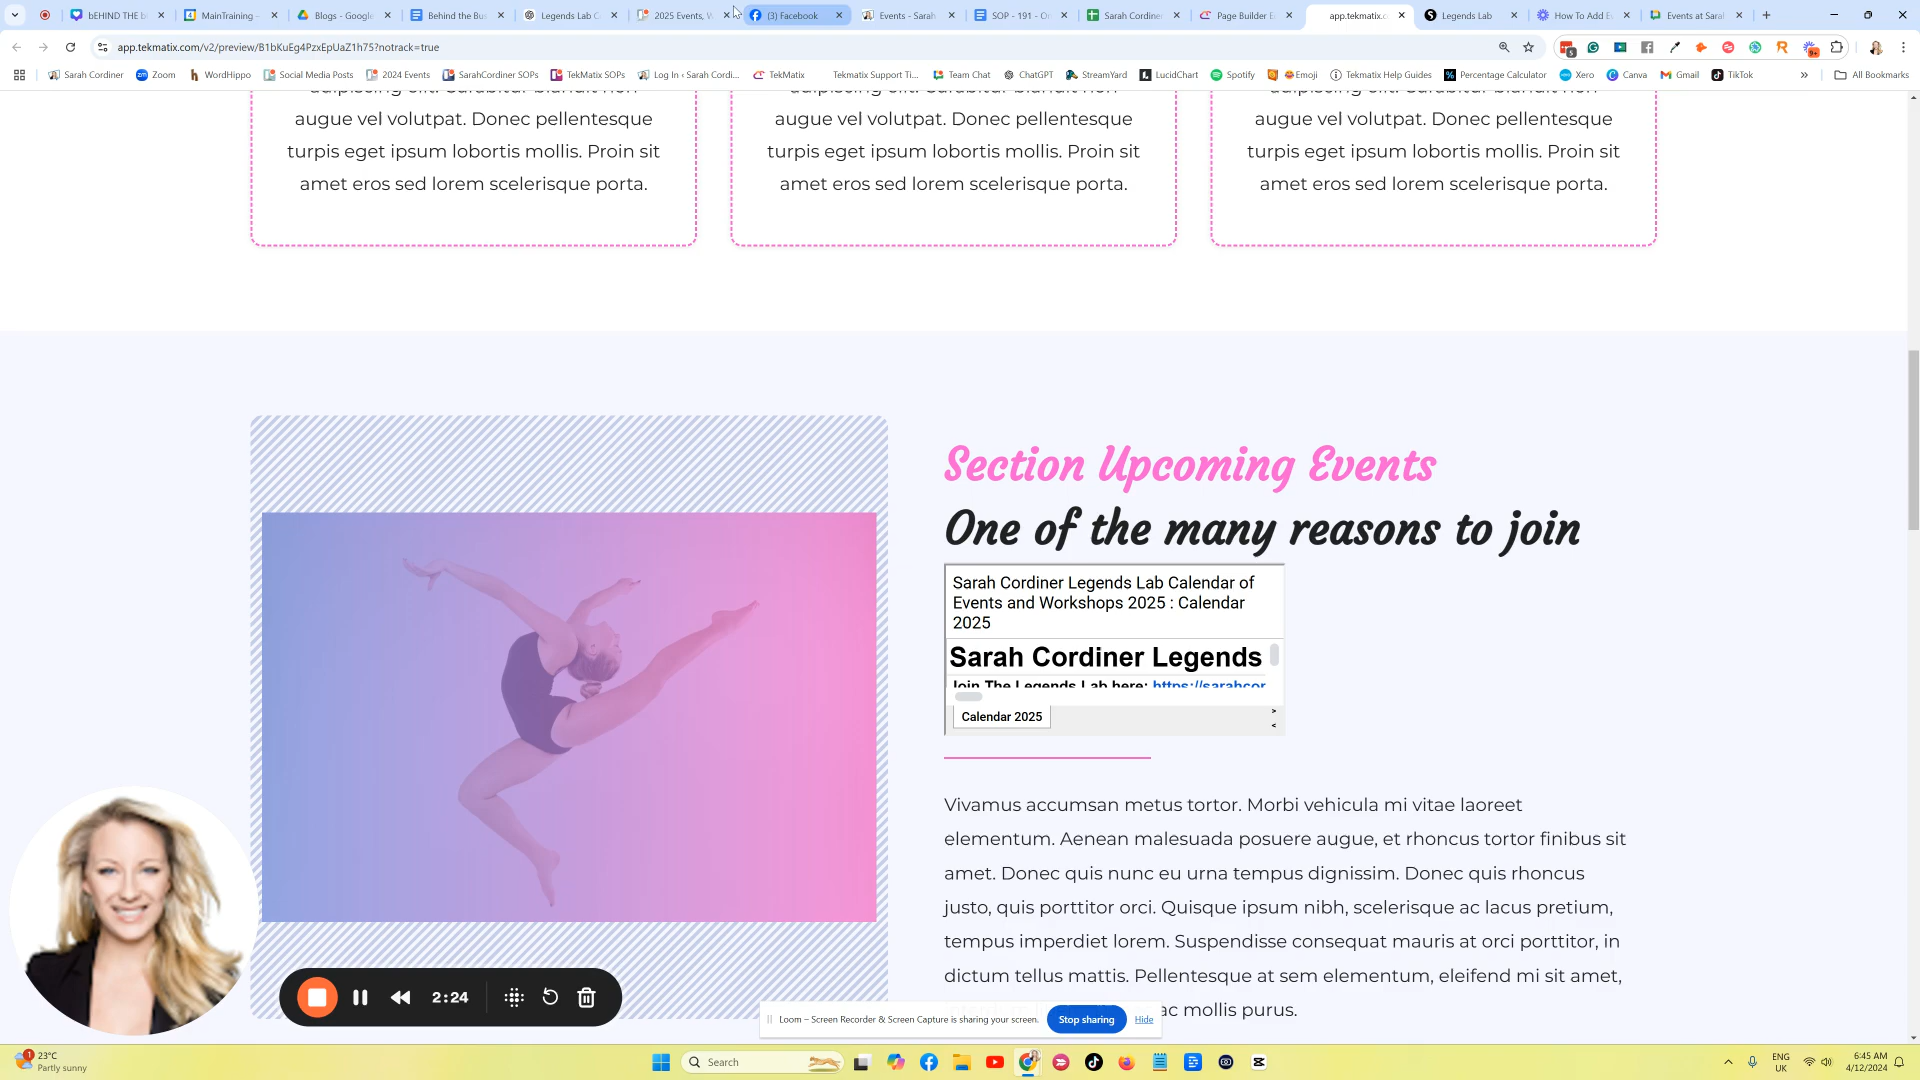 bEHIND THE b
MainTraining -
Blogs - Google
Behind the Bus
Legends Lab C
2025 Events, W
(3) Facebook
Events - Sarah
SOP - 191 - O
Sarah Cordiner
Page Builder E
app.tekmatix.c
Legends Lab
How To Add E
Events at Sara
app.tekmatix.com/v2/preview/B1bKuEg4PzxEpUaZ1h75?notrack=true
Sarah Cordiner
Zoom
WordHippo
Social Media Posts
2024 Events
SarahCordiner SOPs
TekMatix SOPs
Log In ‹ Sarah Cordi...
TekMatix
Tekmatix Support Ti...
Team Chat
ChatGPT
StreamYard
LucidChart
Spotify
Emoji
Tekmatix Help Guides
Percentage Calculator
Xero
Canva
Gmail
TikTok
All Bookmarks
augue vel volutpat. Donec pellentesque
turpis eget ipsum lobortis mollis. Proin sit
amet eros sed lorem scelerisque porta.
augue vel volutpat. Donec pellentesque
turpis eget ipsum lobortis mollis. Proin sit
amet eros sed lorem scelerisque porta.
augue vel volutpat. Donec pellentesque
turpis eget ipsum lobortis mollis. Proin sit
amet eros sed lorem scelerisque porta.
Section Upcoming Events
One of the many reasons to join
Sarah Cordiner Legends Lab Calendar of
Events and Workshops 2025 : Calendar
2025
Sarah Cordiner Legends
Join The Legends Lab here: https://sarahcor
Calendar 2025
Vivamus accumsan metus tortor. Morbi vehicula mi vitae laoreet
elementum. Aenean malesuada posuere augue, et rhoncus tortor finibus sit
amet. Donec quis nunc eu urna tempus dignissim. Donec quis rhoncus
justo, quis porttitor orci. Quisque ipsum nibh, scelerisque ac lacus pretium,
tempus imperdiet lorem. Suspendisse consequat mauris at orci porttitor, in
dictum tellus mattis. Pellentesque at sem elementum, eleifend mi sit amet,
ac mollis purus.
2:24
Loom – Screen Recorder & Screen Capture is sharing your screen.
Stop sharing
Hide
1
23°C
Partly sunny
Search
ENG
UK
6:45 AM
4/12/2024